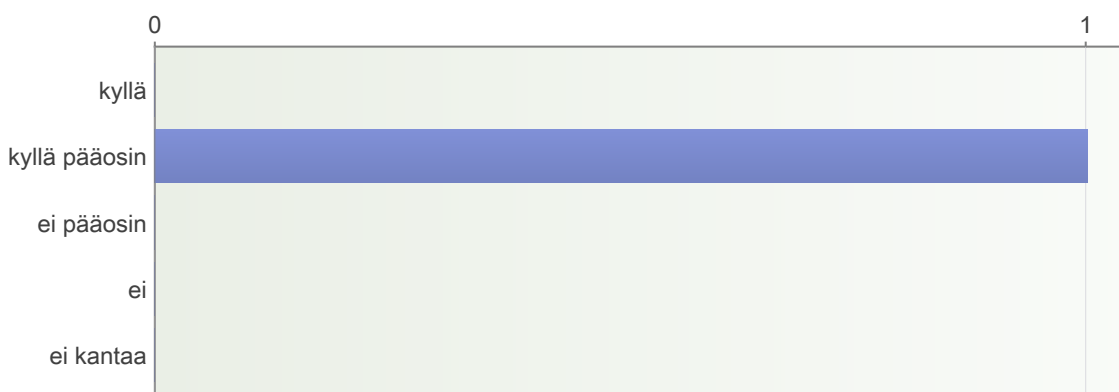 0 1
kyllä
kyllä pääosin
ei pääosin
ei
ei kantaa